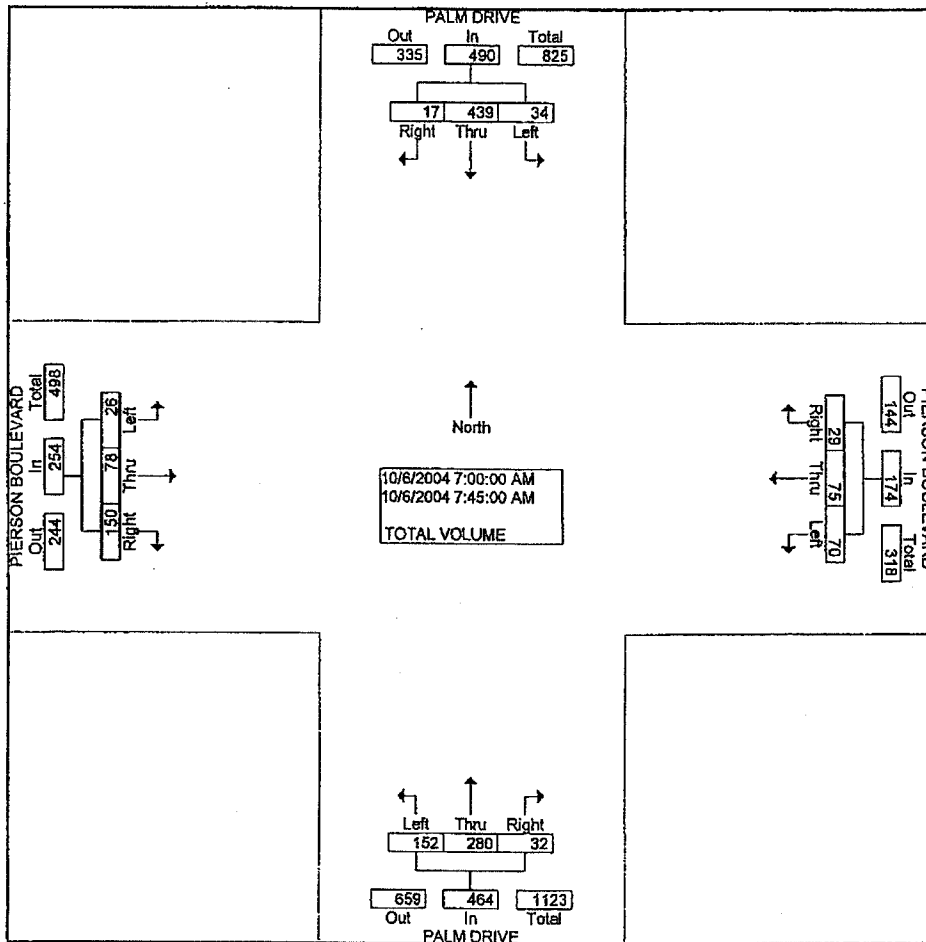 PALM DRIVE
Out In Total
335 490 825
17 439 34
Right Thru Left
PIERSON BOULEVARD
Total In Out
498 254 244
26 78 150
Left Thru Right
North
10/6/2004 7:00:00 AM
10/6/2004 7:45:00 AM
TOTAL VOLUME
Right Thru Left
29 75 70
144 174 318
Out In Total
PIERSON BOULEVARD
Left Thru Right
152 280 32
659 464 1123
Out In Total
PALM DRIVE